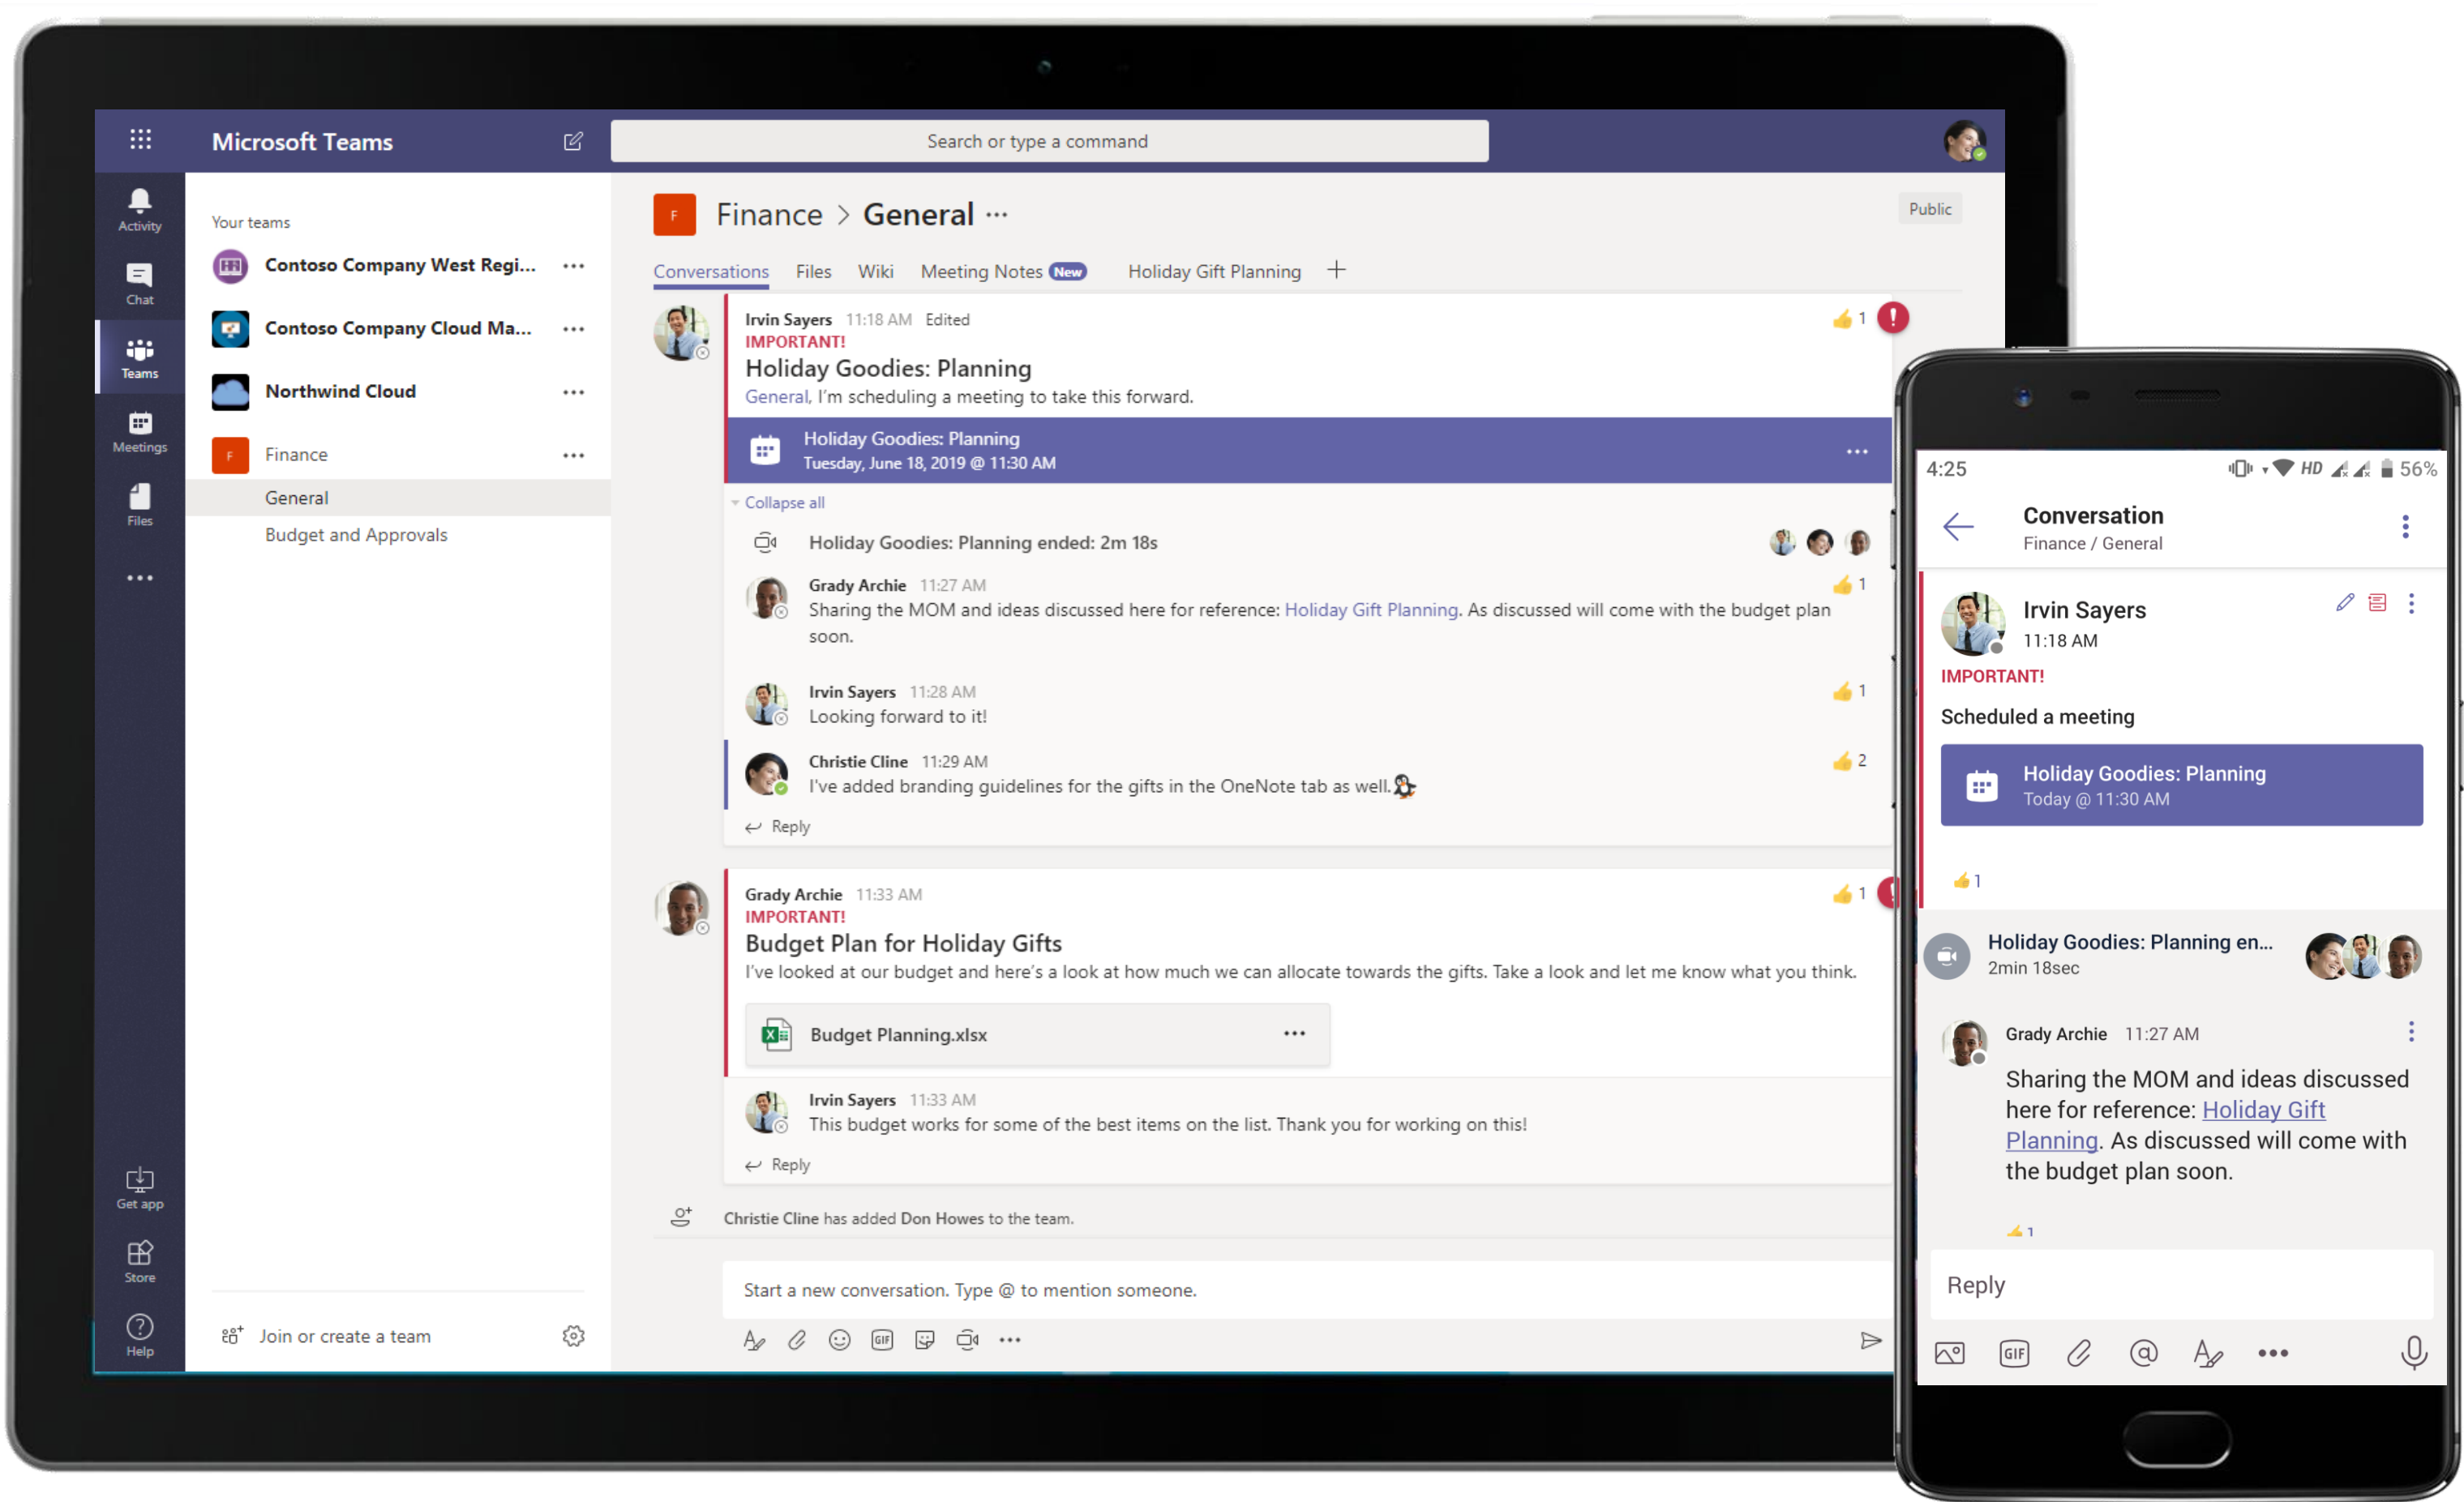 Microsoft Teams
Search or type a command
Activity
Chat
Teams
Meetings
Files
Get app
Store
Help
Your teams
Contoso Company West Regi...
Contoso Company Cloud Ma...
Northwind Cloud
F Finance
General
Budget and Approvals
Join or create a team
F Finance > General
Public
Conversations Files Wiki Meeting Notes New Holiday Gift Planning
Irvin Sayers 11:18 AM Edited 1
IMPORTANT!
Holiday Goodies: Planning
General, I'm scheduling a meeting to take this forward.
Holiday Goodies: Planning
Tuesday, June 18, 2019 @ 11:30 AM
Collapse all
Holiday Goodies: Planning ended: 2m 18s
Grady Archie 11:27 AM 1
Sharing the MOM and ideas discussed here for reference: Holiday Gift Planning. As discussed will come with the budget plan
soon.
Irvin Sayers 11:28 AM 1
Looking forward to it!
Christie Cline 11:29 AM 2
I've added branding guidelines for the gifts in the OneNote tab as well.
Reply
Grady Archie 11:33 AM 1
IMPORTANT!
Budget Plan for Holiday Gifts
I've looked at our budget and here's a look at how much we can allocate towards the gifts. Take a look and let me know what you think.
Budget Planning.xlsx
Irvin Sayers 11:33 AM
This budget works for some of the best items on the list. Thank you for working on this!
Reply
Christie Cline has added Don Howes to the team.
Start a new conversation. Type @ to mention someone.
GIF
4:25 HD 56%
Conversation
Finance / General
Irvin Sayers
11:18 AM
IMPORTANT!
Scheduled a meeting
Holiday Goodies: Planning
Today @ 11:30 AM
1
Holiday Goodies: Planning en...
2min 18sec
Grady Archie 11:27 AM
Sharing the MOM and ideas discussed
here for reference: Holiday Gift
Planning. As discussed will come with
the budget plan soon.
1
Reply
GIF @